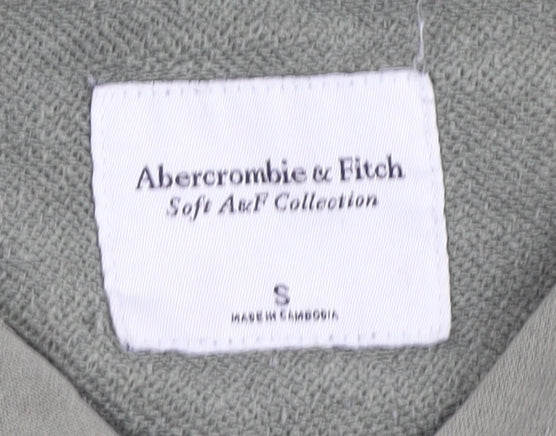 Abercrombie & Fitch
Soft A&F Collection
S
MADE IN CAMBODIA